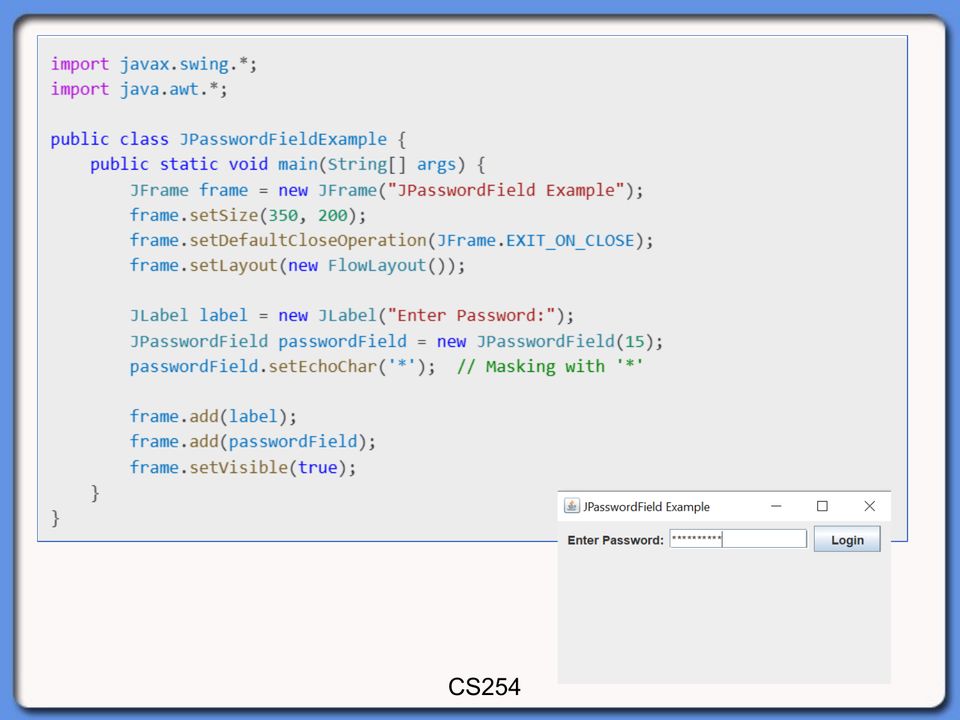 import javax.swing.*;
import java.awt.*;

public class JPasswordFieldExample {
    public static void main(String[] args) {
        JFrame frame = new JFrame("JPasswordField Example");
        frame.setSize(350, 200);
        frame.setDefaultCloseOperation(JFrame.EXIT_ON_CLOSE);
        frame.setLayout(new FlowLayout());

        JLabel label = new JLabel("Enter Password:");
        JPasswordField passwordField = new JPasswordField(15);
        passwordField.setEchoChar('*');  // Masking with '*'

        frame.add(label);
        frame.add(passwordField);
        frame.setVisible(true);
    }
}
JPasswordField Example
Enter Password: ********** Login
CS254